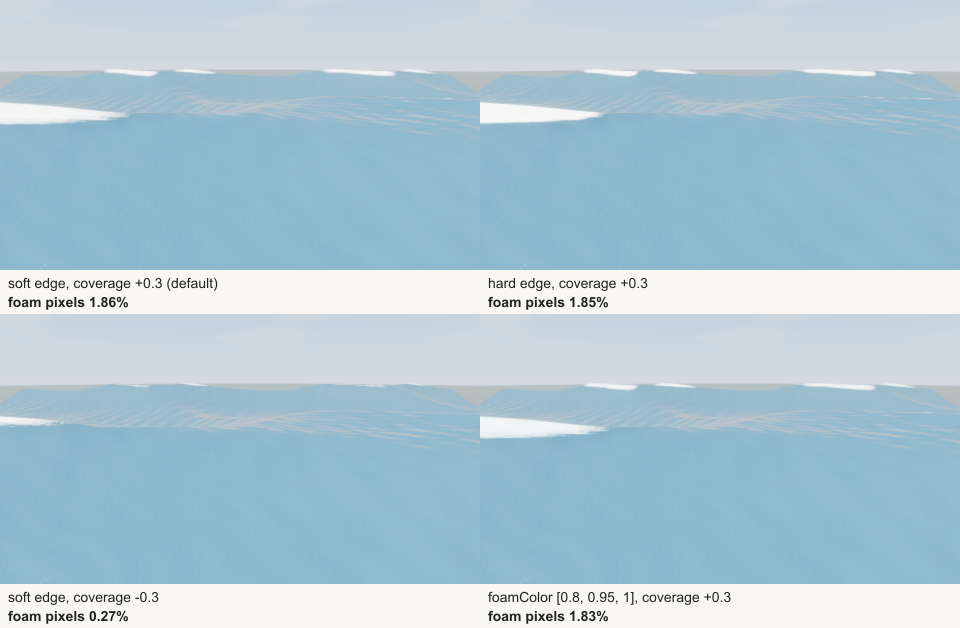 soft edge, coverage +0.3 (default)
foam pixels 1.86%
hard edge, coverage +0.3
foam pixels 1.85%
soft edge, coverage -0.3
foam pixels 0.27%
foamColor [0.8, 0.95, 1], coverage +0.3
foam pixels 1.83%